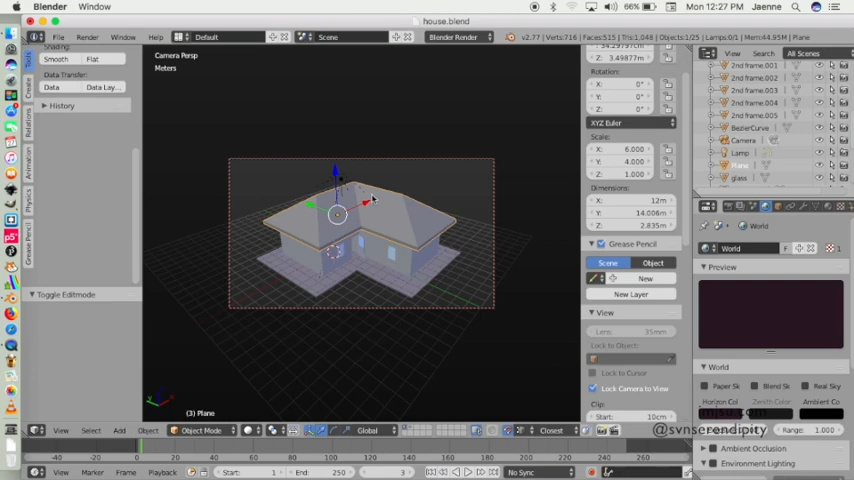 Blender Window
66% Mon 12:27 PM Jaenne
house.blend
File Render Window Help Default Scene Blender Render v2.77 | Verts:716 | Faces:515 | Tris:1,048 | Objects:1/25 | Lamps:0/1 | Mem:44.95M | Plane
Shading:
Smooth Flat
Data Transfer:
Data Data Lay...
History
Tools
Create
Relations
Animation
Physics
Grease Pencil
Toggle Editmode
Camera Persp
Meters
(3) Plane
Z: 3.49877m
Rotation:
X: 0°
Y: 0°
Z: 0°
XYZ Euler
Scale:
X: 6.000
Y: 4.000
Z: 1.000
Dimensions:
X: 12m
Y: 14.006m
Z: 2.835m
Grease Pencil
Scene Object
New
New Layer
View
Lens: 35mm
Lock to Object:
Lock to Cursor
Lock Camera to View
Clip:
Start: 10cm
View Search All Scenes
2nd frame.001
2nd frame.002
2nd frame.003
2nd frame.004
2nd frame.005
BezierCurve
Camera
Lamp
Plane
glass
World
World F
Preview
World
Paper Sk Blend Sk Real Sky
Horizon Col Ambient Co
Range: 1.000
@svnserendipity
Ambient Occlusion
Environment Lighting
View Select Add Object Object Mode Global Closest
-40 -20 0 20 40 60 80 100 120 140 160 180 200 220 240 260
View Marker Frame Playback Start: 1 End: 250 3 No Sync